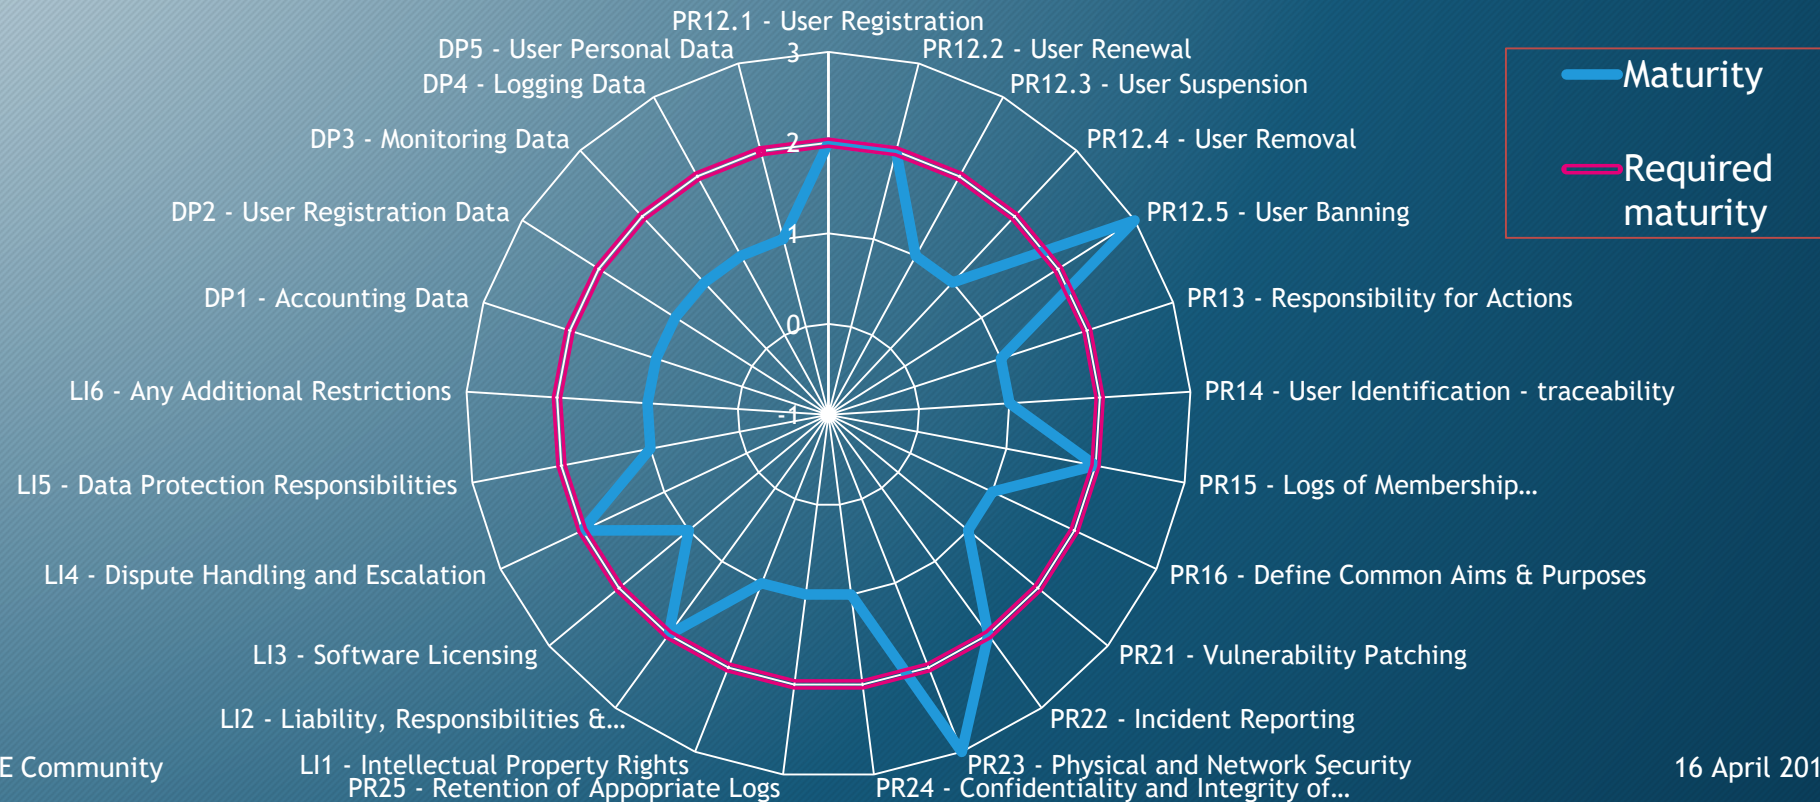 PR12.1 - User Registration
PR12.2 - User Renewal
PR12.3 - User Suspension
PR12.4 - User Removal
PR12.5 - User Banning
PR13 - Responsibility for Actions
PR14 - User Identification - traceability
PR15 - Logs of Membership...
PR16 - Define Common Aims & Purposes
PR21 - Vulnerability Patching
PR22 - Incident Reporting
PR23 - Physical and Network Security
PR24 - Confidentiality and Integrity of...
PR25 - Retention of Appopriate Logs
LI1 - Intellectual Property Rights
LI2 - Liability, Responsibilities &...
LI3 - Software Licensing
LI4 - Dispute Handling and Escalation
LI5 - Data Protection Responsibilities
LI6 - Any Additional Restrictions
DP1 - Accounting Data
DP2 - User Registration Data
DP3 - Monitoring Data
DP4 - Logging Data
DP5 - User Personal Data
3
2
1
0
-1
Maturity
Required
maturity
E Community
16 April 201